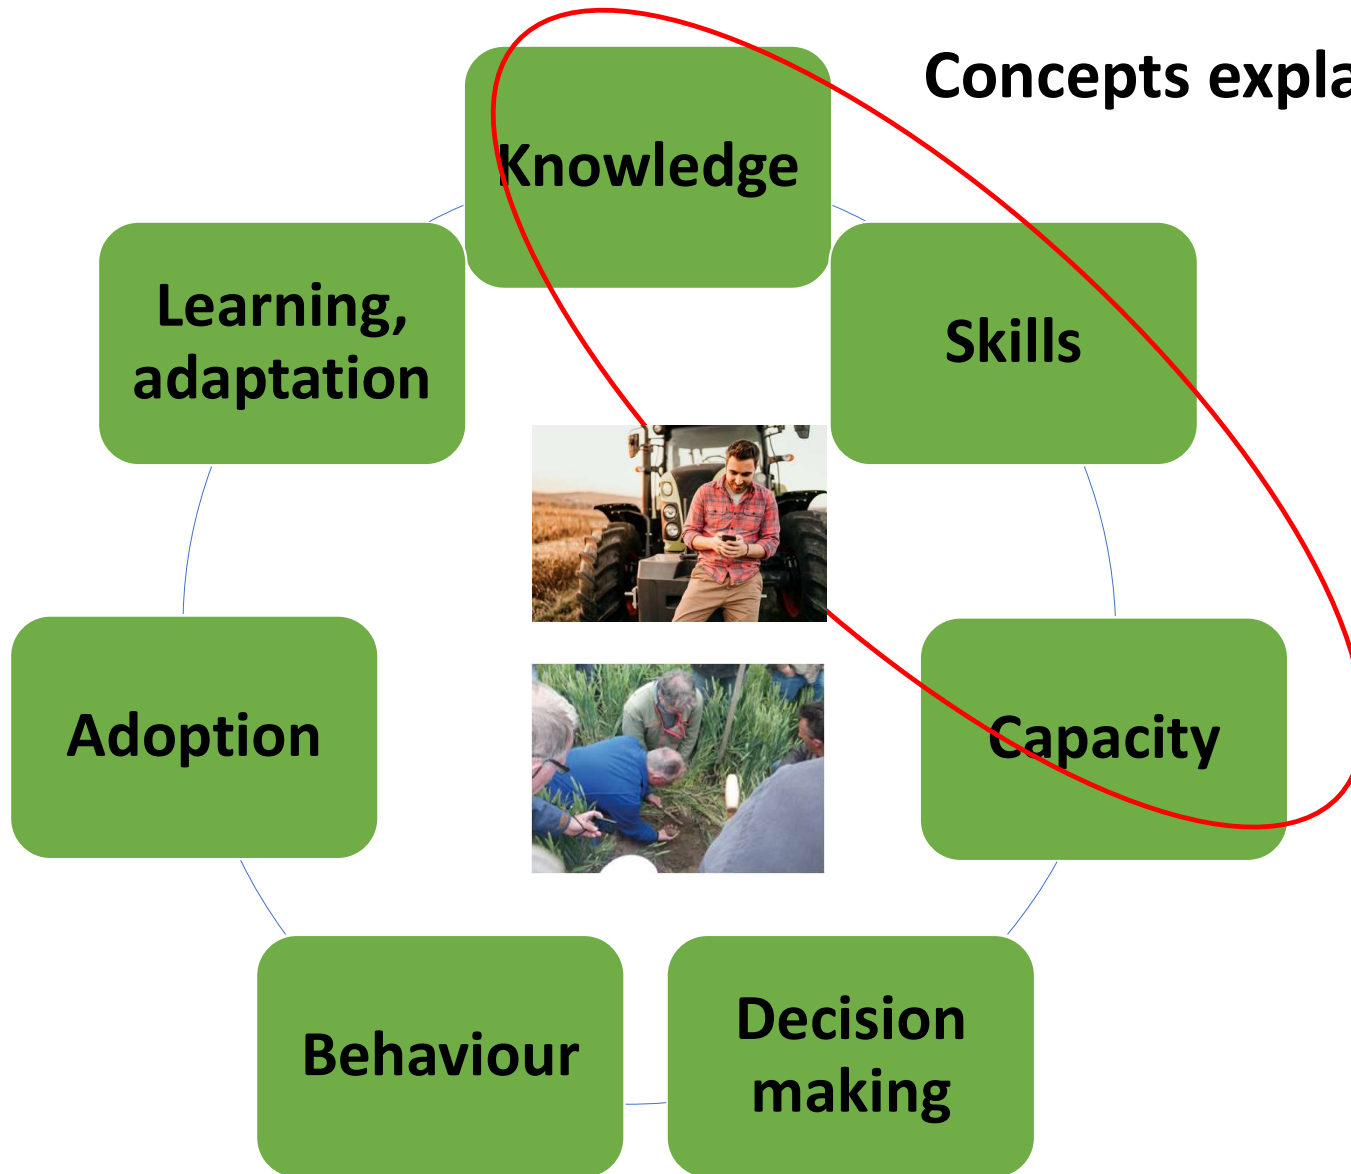 Concepts expla
Knowledge
Skills
Capacity
Decision
making
Behaviour
Adoption
Learning,
adaptation